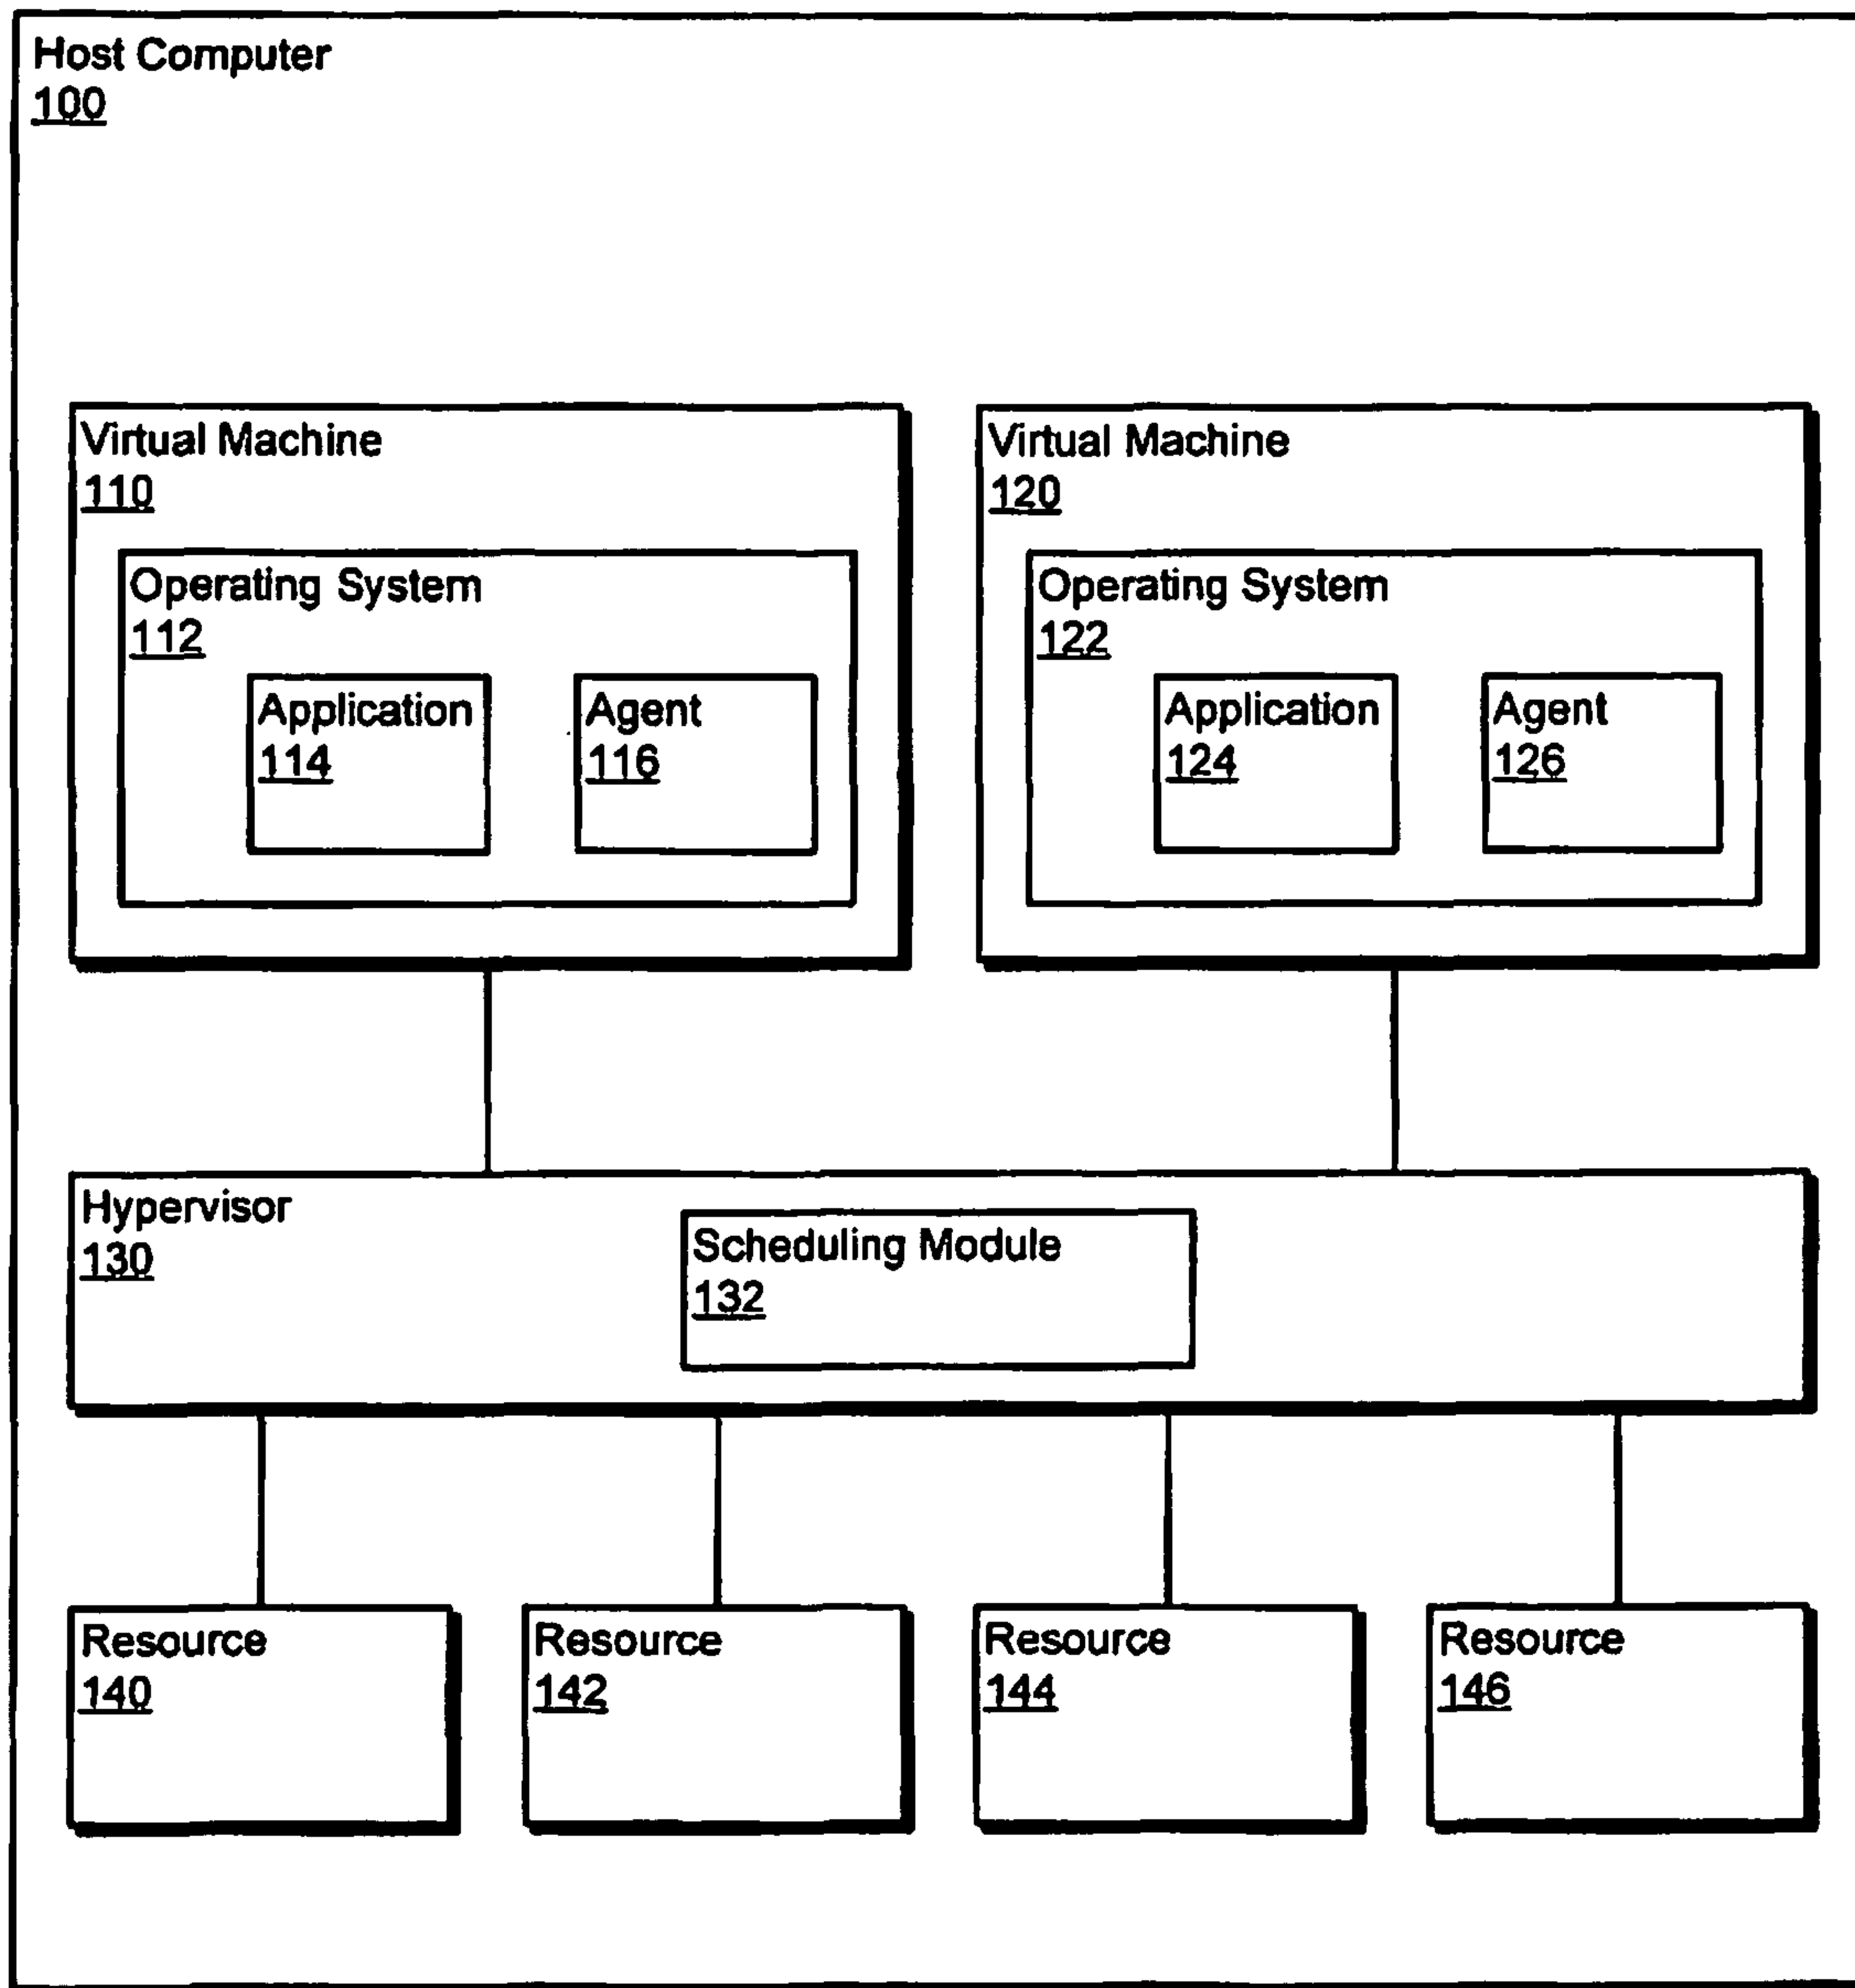 Host Computer
100
Virtual Machine
110
Operating System
112
Application
114
Agent
116
Virtual Machine
120
Operating System
122
Application
124
Agent
126
Hypervisor
130
Scheduling Module
132
Resource
140
Resource
142
Resource
144
Resource
146